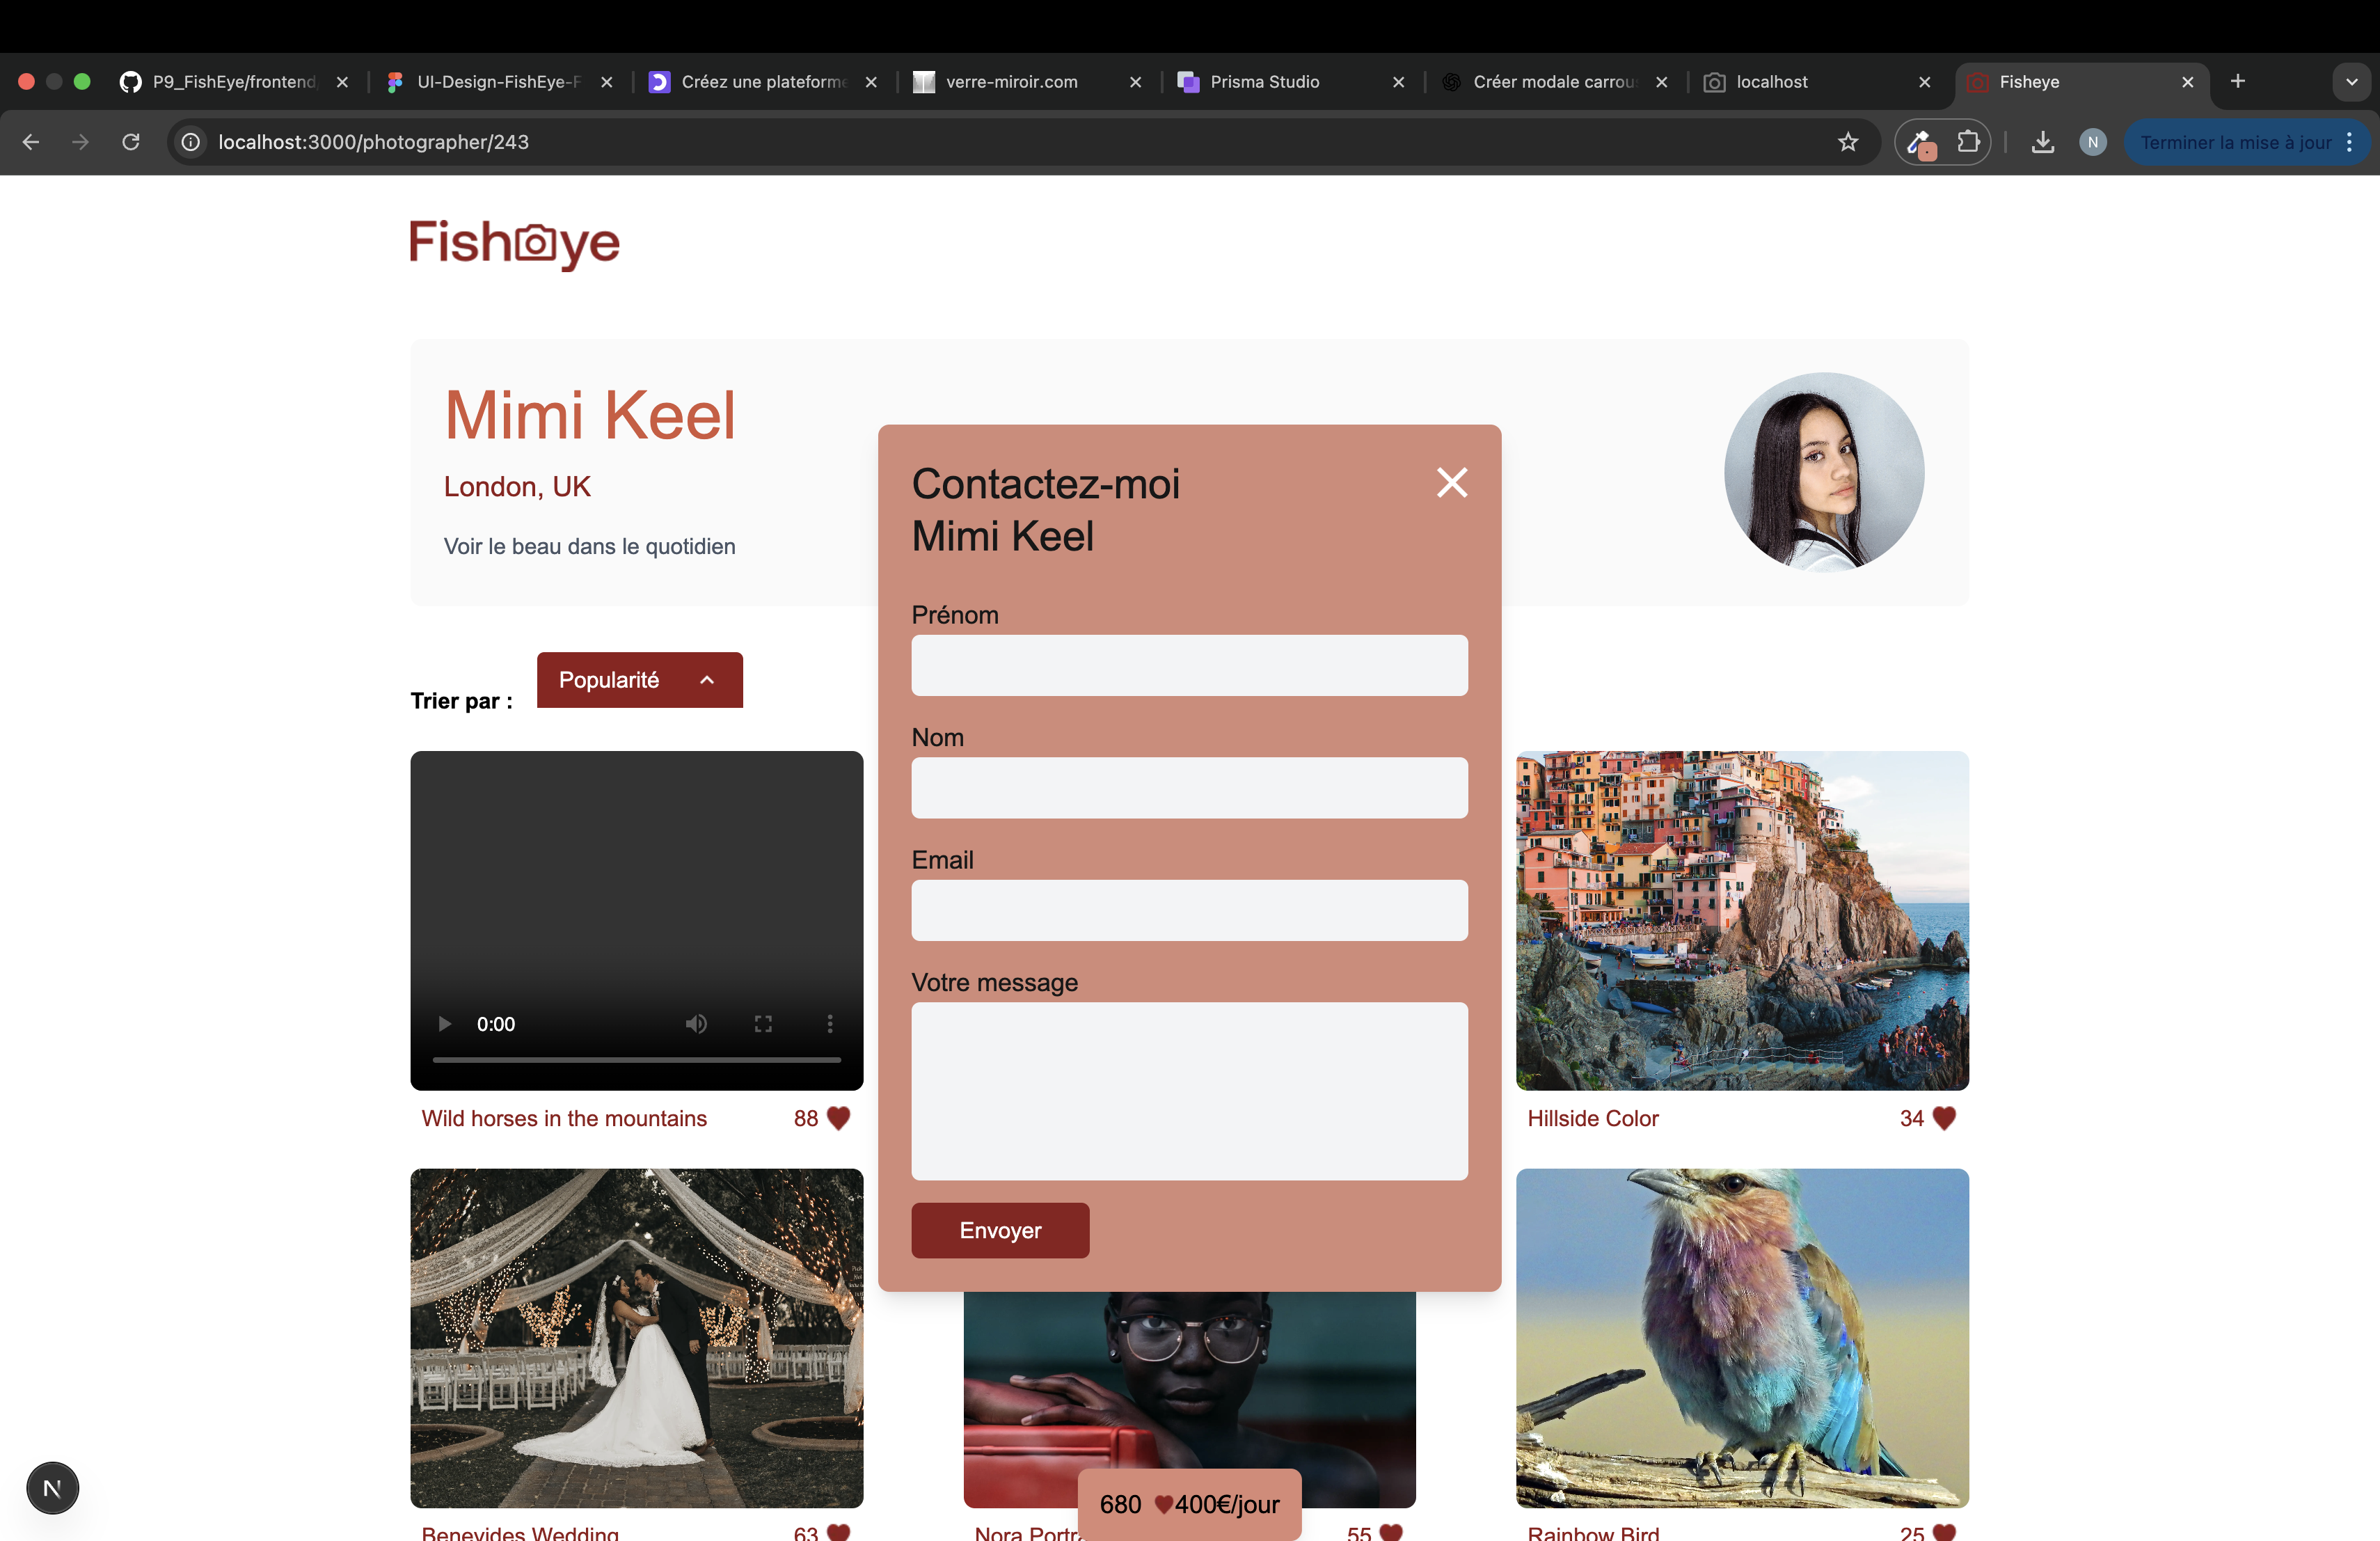 P9_FishEye/frontend
UI-Design-FishEye-F
Créez une plateforme
verre-miroir.com
Prisma Studio
Créer modale carrou
localhost
Fisheye
localhost:3000/photographer/243
N
Terminer la mise à jour
Fisheye
Mimi Keel
London, UK
Voir le beau dans le quotidien
Contactez-moi
Mimi Keel
Prénom
Nom
Email
Votre message
Envoyer
Trier par :
Popularité
0:00
Wild horses in the mountains
88
Hillside Color
34
Benevides Wedding
63
Nora Portra
55
Rainbow Bird
25
680 400€/jour
N